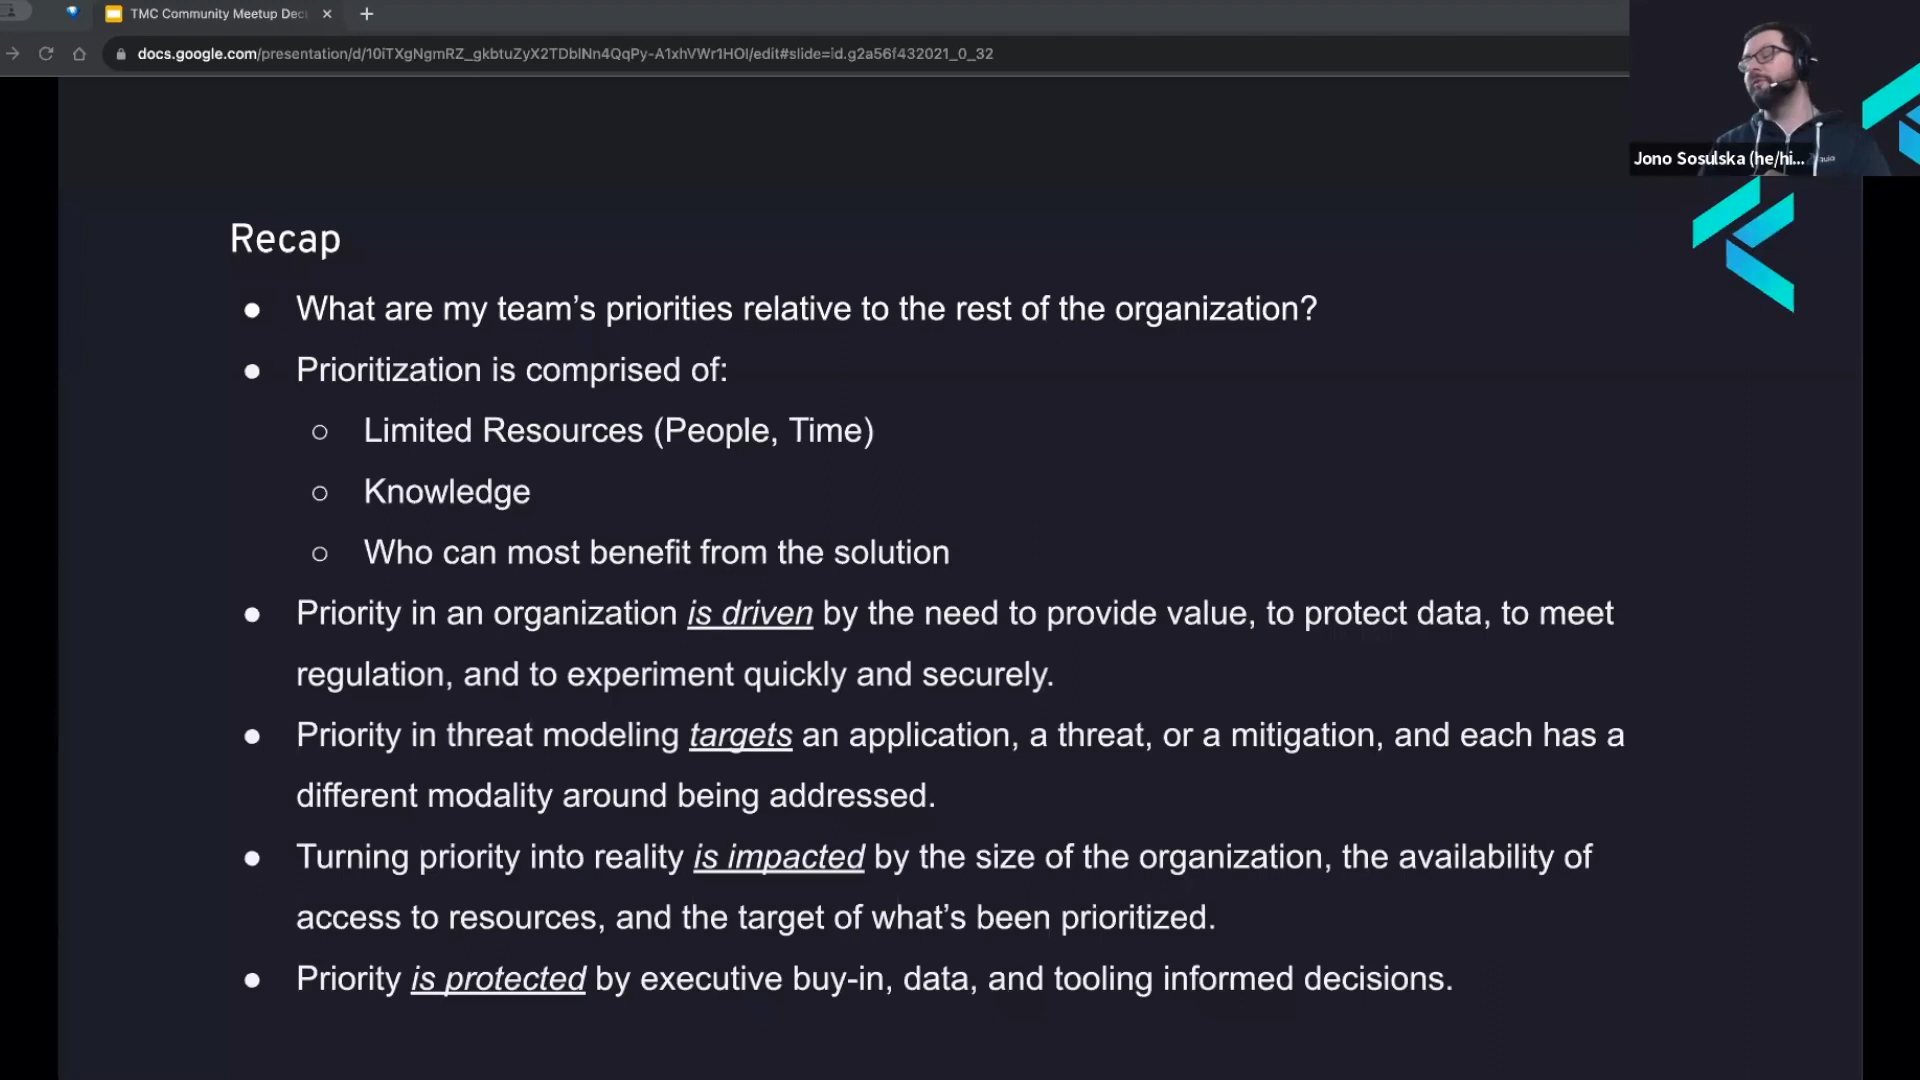 TMC Community Meetup Dec
docs.google.com/presentation/d/10iTXgNgmRZ_gkbtuZyX2TDbINn4QqPy-A1xhVWr1HOI/edit#slide=id.g2a56f432021_0_32
Jono Sosulska (he/hi...
Recap
● What are my team’s priorities relative to the rest of the organization?
● Prioritization is comprised of:
○ Limited Resources (People, Time)
○ Knowledge
○ Who can most benefit from the solution
● Priority in an organization is driven by the need to provide value, to protect data, to meet
regulation, and to experiment quickly and securely.
● Priority in threat modeling targets an application, a threat, or a mitigation, and each has a
different modality around being addressed.
● Turning priority into reality is impacted by the size of the organization, the availability of
access to resources, and the target of what’s been prioritized.
● Priority is protected by executive buy-in, data, and tooling informed decisions.